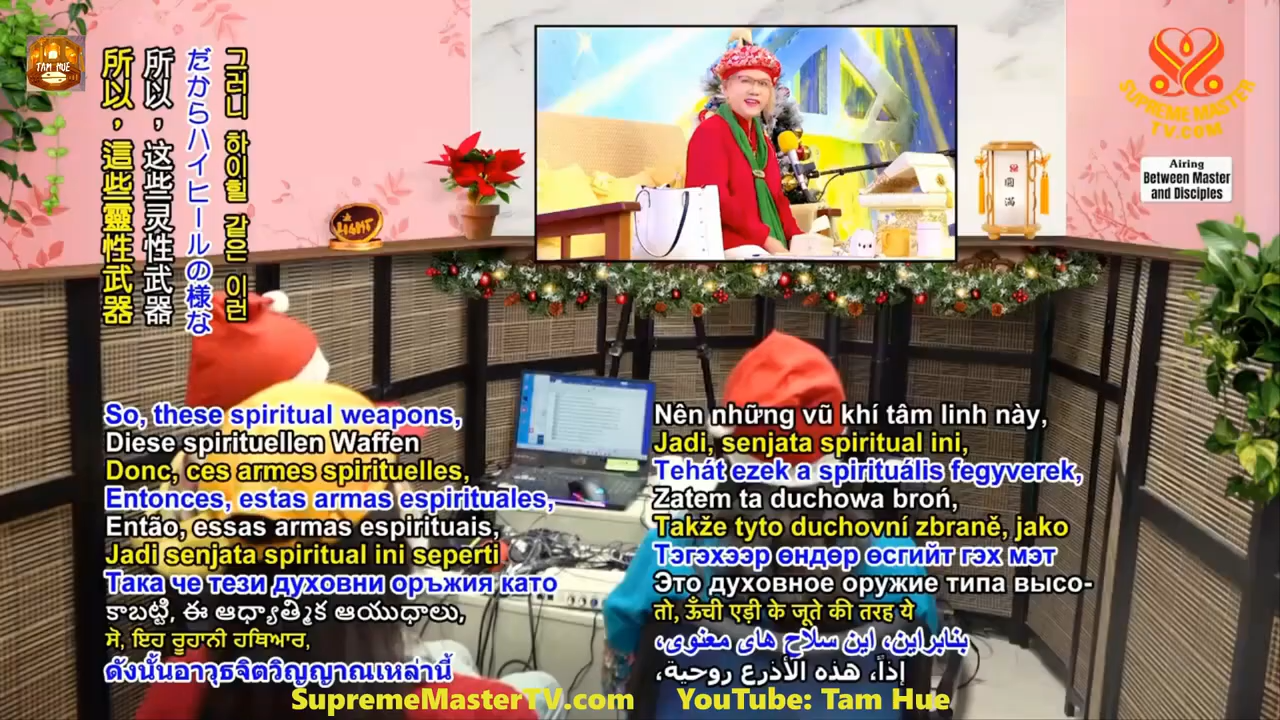 TAM HUE
所以，這些靈性武器
所以，这些灵性武器
だからハイヒールの様な
그러니 하이힐 같은 이런
SUPREME MASTER
TV.COM
Airing
Between Master
and Disciples
圓滿
So, these spiritual weapons,
Diese spirituellen Waffen
Donc, ces armes spirituelles,
Entonces, estas armas espirituales,
Então, essas armas espirituais,
Jadi senjata spiritual ini seperti
Така че тези духовни оръжия като
కాబట్టి, ఈ ఆధ్యాత్మిక ఆయుధాలు,
ਸੋ, ਇਹ ਰੂਹਾਨੀ ਹਥਿਆਰ,
ดังนั้นอาวุธจิตวิญญาณเหล่านี้
Nên những vũ khí tâm linh này,
Jadi, senjata spiritual ini,
Tehát ezek a spirituális fegyverek,
Zatem ta duchowa broń,
Takže tyto duchovní zbraně, jako
Тэгэхээр өндөр өсгийт гэх мэт
Это духовное оружие типа высо-
तो, ऊँची एड़ी के जूते की तरह ये
بنابراین، این سلاح های معنوی،
إذاً، هذه الأذرع روحية،
SupremeMasterTV.com
YouTube: Tam Hue